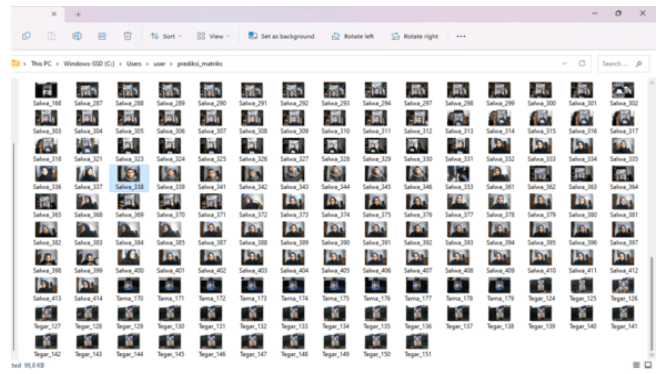 Sort View Set as background Rotate left Rotate right
This PC > Windows-SSD (C:) > Users > user > prediksi_matriks Search ...
Salwa_168 Salwa_287 Salwa_288 Salwa_289 Salwa_290 Salwa_291 Salwa_292 Salwa_293 Salwa_294 Salwa_297 Salwa_298 Salwa_299 Salwa_300 Salwa_301 Salwa_302
Salwa_303 Salwa_304 Salwa_305 Salwa_306 Salwa_307 Salwa_308 Salwa_309 Salwa_310 Salwa_311 Salwa_312 Salwa_313 Salwa_314 Salwa_315 Salwa_316 Salwa_317
Salwa_318 Salwa_321 Salwa_323 Salwa_324 Salwa_325 Salwa_326 Salwa_327 Salwa_328 Salwa_329 Salwa_330 Salwa_331 Salwa_332 Salwa_333 Salwa_334 Salwa_335
Salwa_336 Salwa_337 Salwa_338 Salwa_339 Salwa_341 Salwa_342 Salwa_343 Salwa_344 Salwa_345 Salwa_346 Salwa_353 Salwa_361 Salwa_362 Salwa_363 Salwa_364
Salwa_365 Salwa_368 Salwa_369 Salwa_370 Salwa_371 Salwa_372 Salwa_373 Salwa_374 Salwa_375 Salwa_376 Salwa_377 Salwa_378 Salwa_379 Salwa_380 Salwa_381
Salwa_382 Salwa_383 Salwa_384 Salwa_385 Salwa_387 Salwa_388 Salwa_389 Salwa_390 Salwa_391 Salwa_392 Salwa_393 Salwa_394 Salwa_395 Salwa_396 Salwa_397
Salwa_398 Salwa_399 Salwa_400 Salwa_401 Salwa_402 Salwa_403 Salwa_404 Salwa_405 Salwa_406 Salwa_407 Salwa_408 Salwa_409 Salwa_410 Salwa_411 Salwa_412
Salwa_413 Salwa_414 Tama_170 Tama_171 Tama_172 Tama_173 Tama_174 Tama_175 Tama_176 Tama_177 Tama_178 Tama_179 Tegar_124 Tegar_125 Tegar_126
Tegar_127 Tegar_128 Tegar_129 Tegar_130 Tegar_131 Tegar_132 Tegar_133 Tegar_134 Tegar_135 Tegar_136 Tegar_137 Tegar_138 Tegar_139 Tegar_140 Tegar_141
Tegar_142 Tegar_143 Tegar_144 Tegar_145 Tegar_146 Tegar_147 Tegar_148 Tegar_149 Tegar_150 Tegar_151
ted 99,8 KB